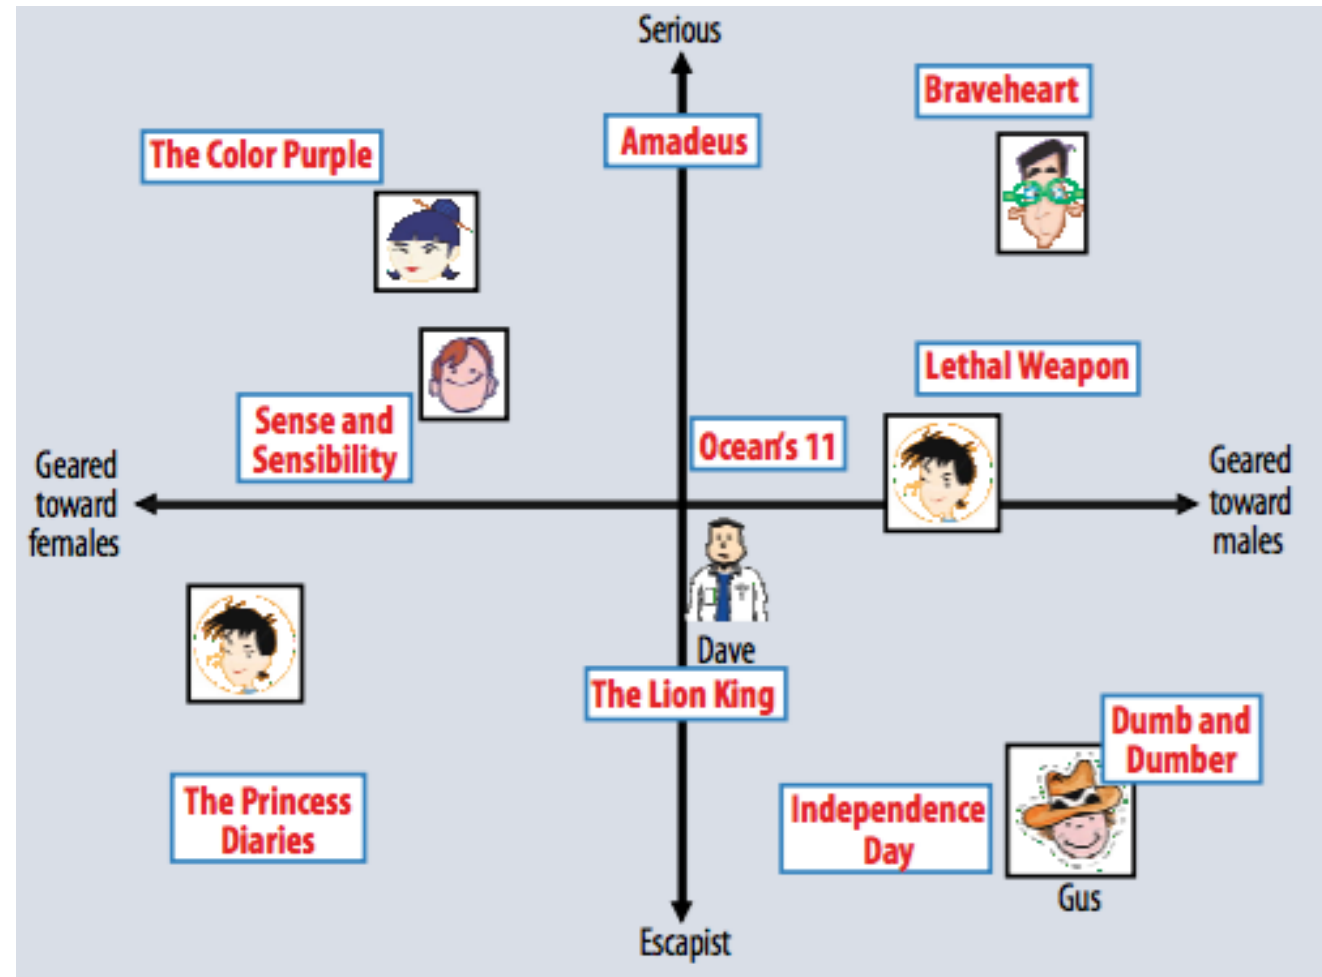 Serious
Braveheart
Amadeus
The Color Purple
Lethal Weapon
Sense and
Sensibility
Ocean's 11
Geared
toward
females
Geared
toward
males
Dave
The Lion King
Dumb and
Dumber
The Princess
Diaries
Independence
Day
Gus
Escapist